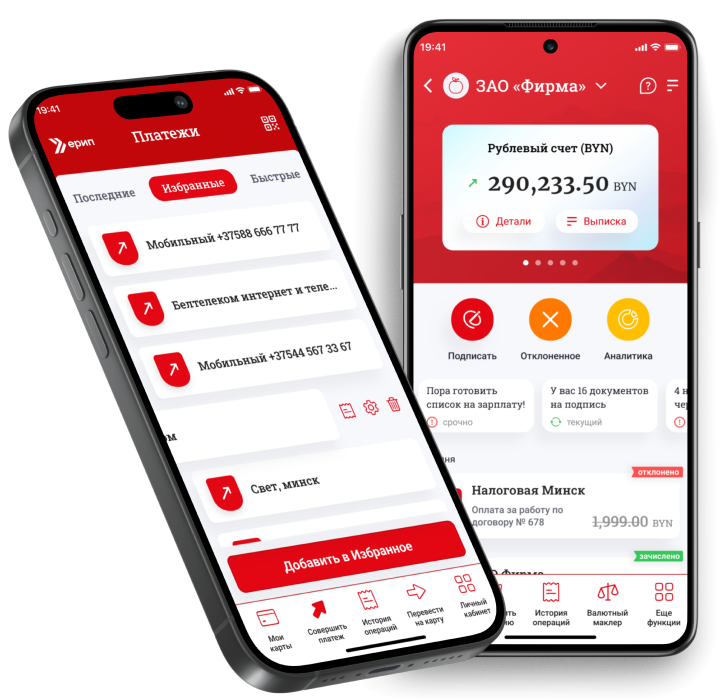 19:41
ерип
Платежи
Последние
Избранные
Быстрые
Мобильный +37588 666 77 77
Белтелеком интернет и теле...
Мобильный +37544 567 33 67
ом
Свет, минск
Добавить в Избранное
Мои
карты
Совершить
платеж
История
операций
Перевести
на карту
Личный
кабинет
19:41
ЗАО «Фирма»
Рублевый счет (BYN)
290,233.50 BYN
Детали
Выписка
Подписать
Отклоненное
Аналитика
Пора готовить
список на зарплату!
срочно
У вас 16 документов
на подпись
текущий
4 н
чер
отклонено
Налоговая Минск
Оплата за работу по
договору № 678
1,999.00 BYN
зачислено
История
операций
Валютный
маклер
Еще
функции